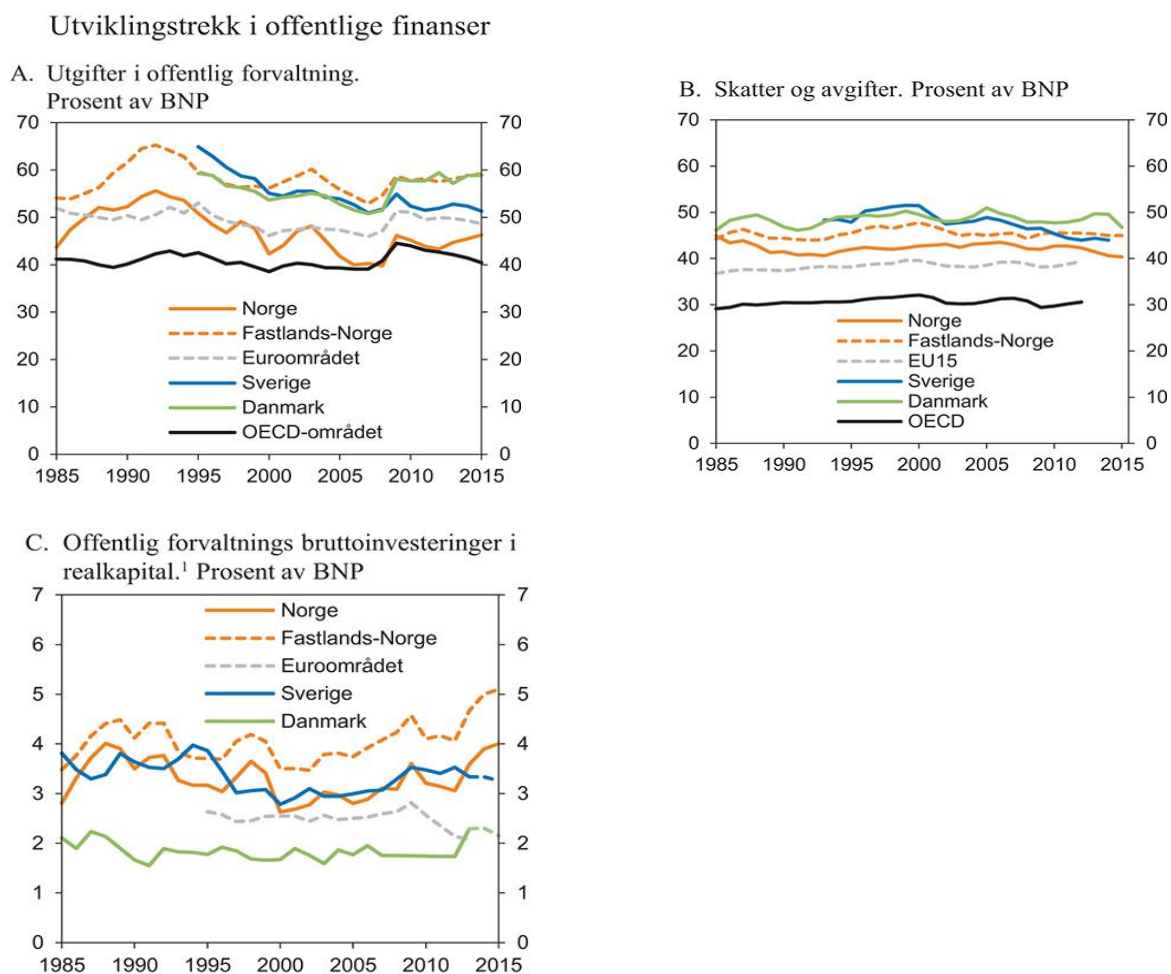 Utviklingstrekk i offentlige finanser
A. Utgifter i offentlig forvaltning.
Prosent av BNP
70 70
60 60
50 50
40 40
30 30
20 20
10 10
0 0
1985 1990 1995 2000 2005 2010 2015
Norge
Fastlands-Norge
Euroområdet
Sverige
Danmark
OECD-området
B. Skatter og avgifter. Prosent av BNP
70 70
60 60
50 50
40 40
30 30
20 20
10 10
0 0
1985 1990 1995 2000 2005 2010 2015
Norge
Fastlands-Norge
EU15
Sverige
Danmark
OECD
C. Offentlig forvaltnings bruttoinvesteringer i
realkapital.¹ Prosent av BNP
7 7
6 6
5 5
4 4
3 3
2 2
1 1
0 0
1985 1990 1995 2000 2005 2010 2015
Norge
Fastlands-Norge
Euroområdet
Sverige
Danmark